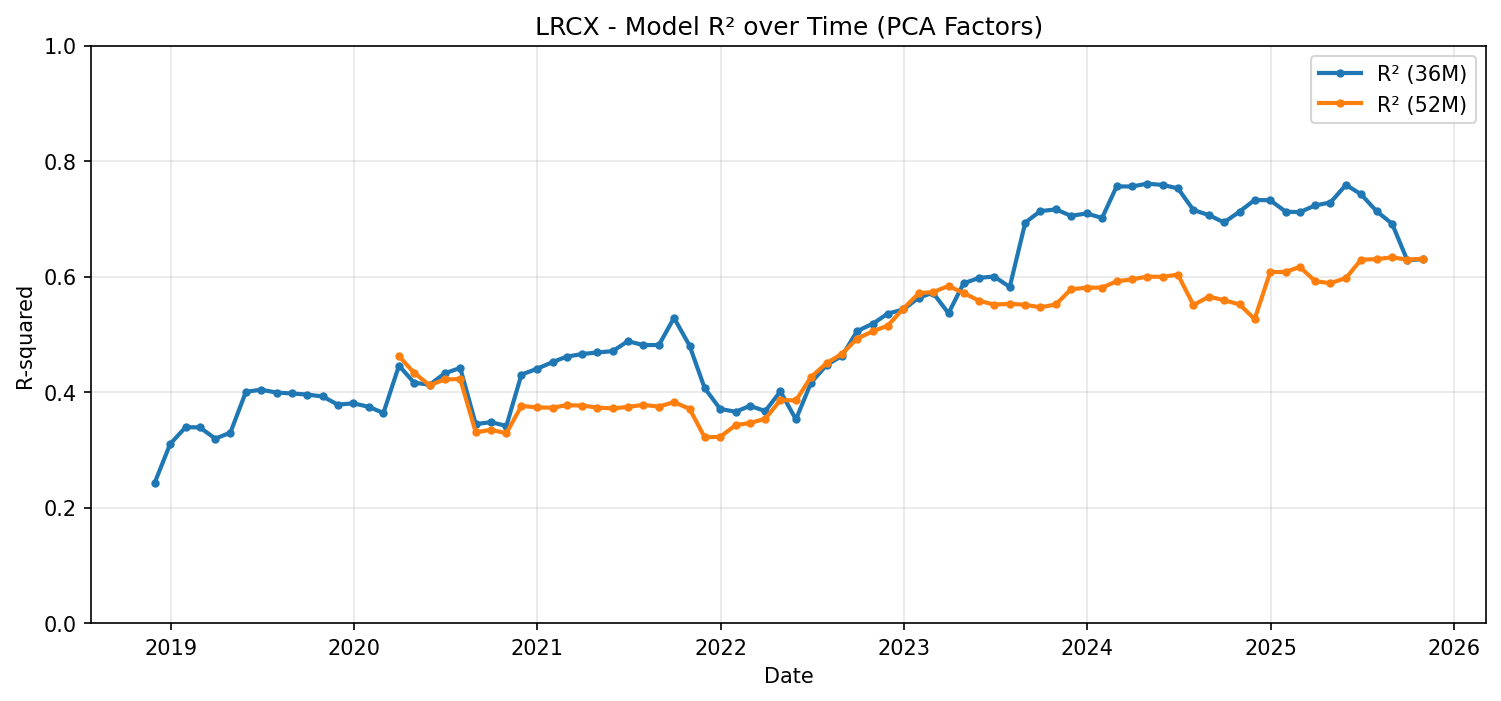 LRCX - Model R² over Time (PCA Factors)
R² (36M)
R² (52M)
R-squared
1.0
0.8
0.6
0.4
0.2
0.0
2019 2020 2021 2022 2023 2024 2025 2026
Date